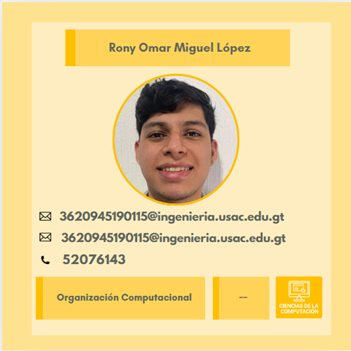 Rony Omar Miguel López
3620945190115@ingenieria.usac.edu.gt
3620945190115@ingenieria.usac.edu.gt
52076143
Organización Computacional
---
CIENCIAS DE LA
COMPUTACIÓN